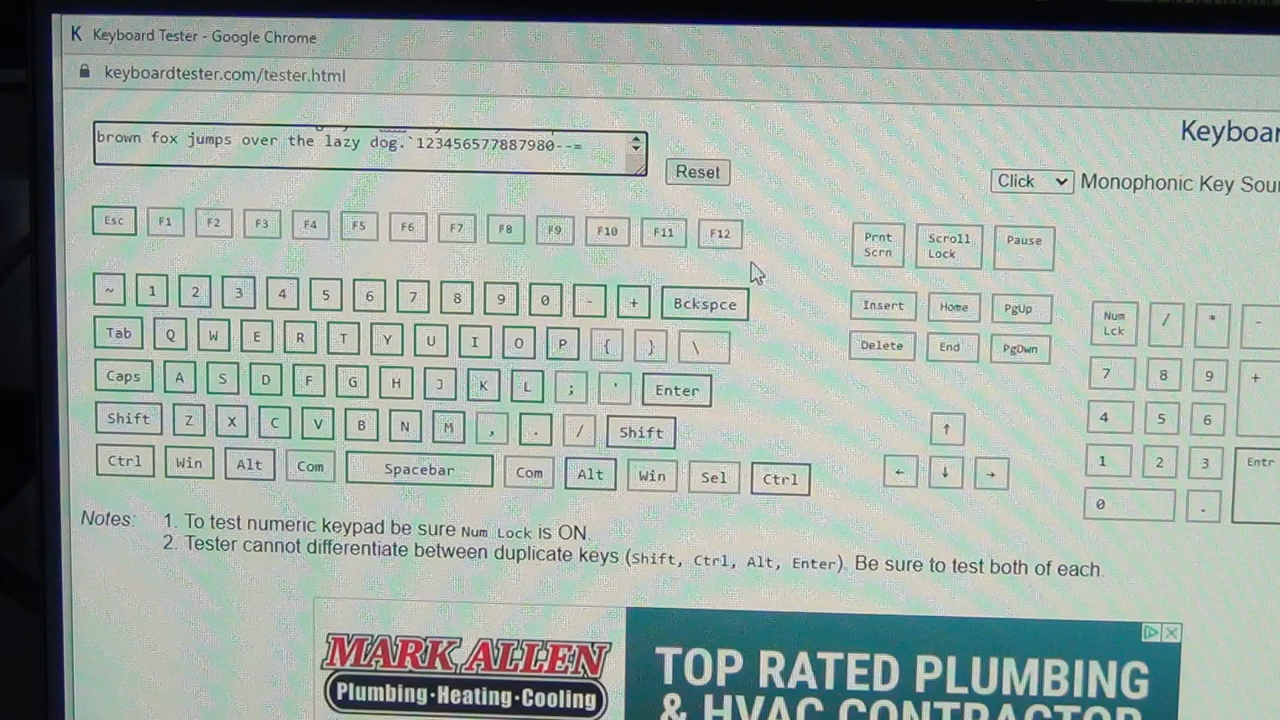 K Keyboard Tester - Google Chrome
keyboardtester.com/tester.html
Keyboar
brown fox jumps over the lazy dog.`123456577887980--=
Reset
Click Monophonic Key Sou
Esc F1 F2 F3 F4 F5 F6 F7 F8 F9 F10 F11 F12
Prnt Scrn Scroll Lock Pause
~ 1 2 3 4 5 6 7 8 9 0 - + Bckspce
Insert Home PgUp
Num Lck / * -
Tab Q W E R T Y U I O P { } \
Delete End PgDwn
7 8 9 +
Caps A S D F G H J K L ; ' Enter
4 5 6
Shift Z X C V B N M , . / Shift
↑
1 2 3 Entr
Ctrl Win Alt Com Spacebar Com Alt Win Sel Ctrl
← ↓ →
0 .
Notes: 1. To test numeric keypad be sure Num Lock is ON.
2. Tester cannot differentiate between duplicate keys (Shift, Ctrl, Alt, Enter). Be sure to test both of each.
MARK ALLEN
Plumbing·Heating·Cooling
TOP RATED PLUMBING
& HVAC CONTRACTOR